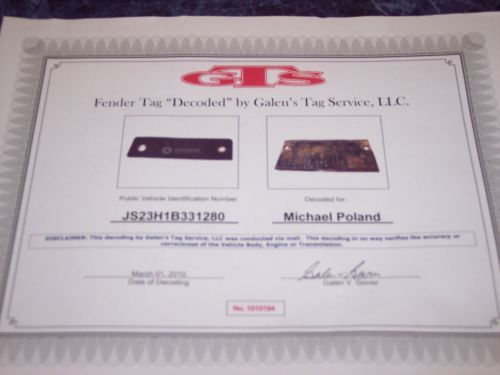 GTS
Fender Tag "Decoded" by Galen's Tag Service, LLC.
Public Vehicle Identification Number
Decoded for:
JS23H1B331280
Michael Poland
DISCLAIMER: This decoding by Galen's Tag Service, LLC was conducted via mail. This decoding in no way verifies the accuracy or
correctness of the Vehicle Body, Engine or Transmission.
March 01, 2010
Date of Decoding
Galen V. Govier
No. 1010194